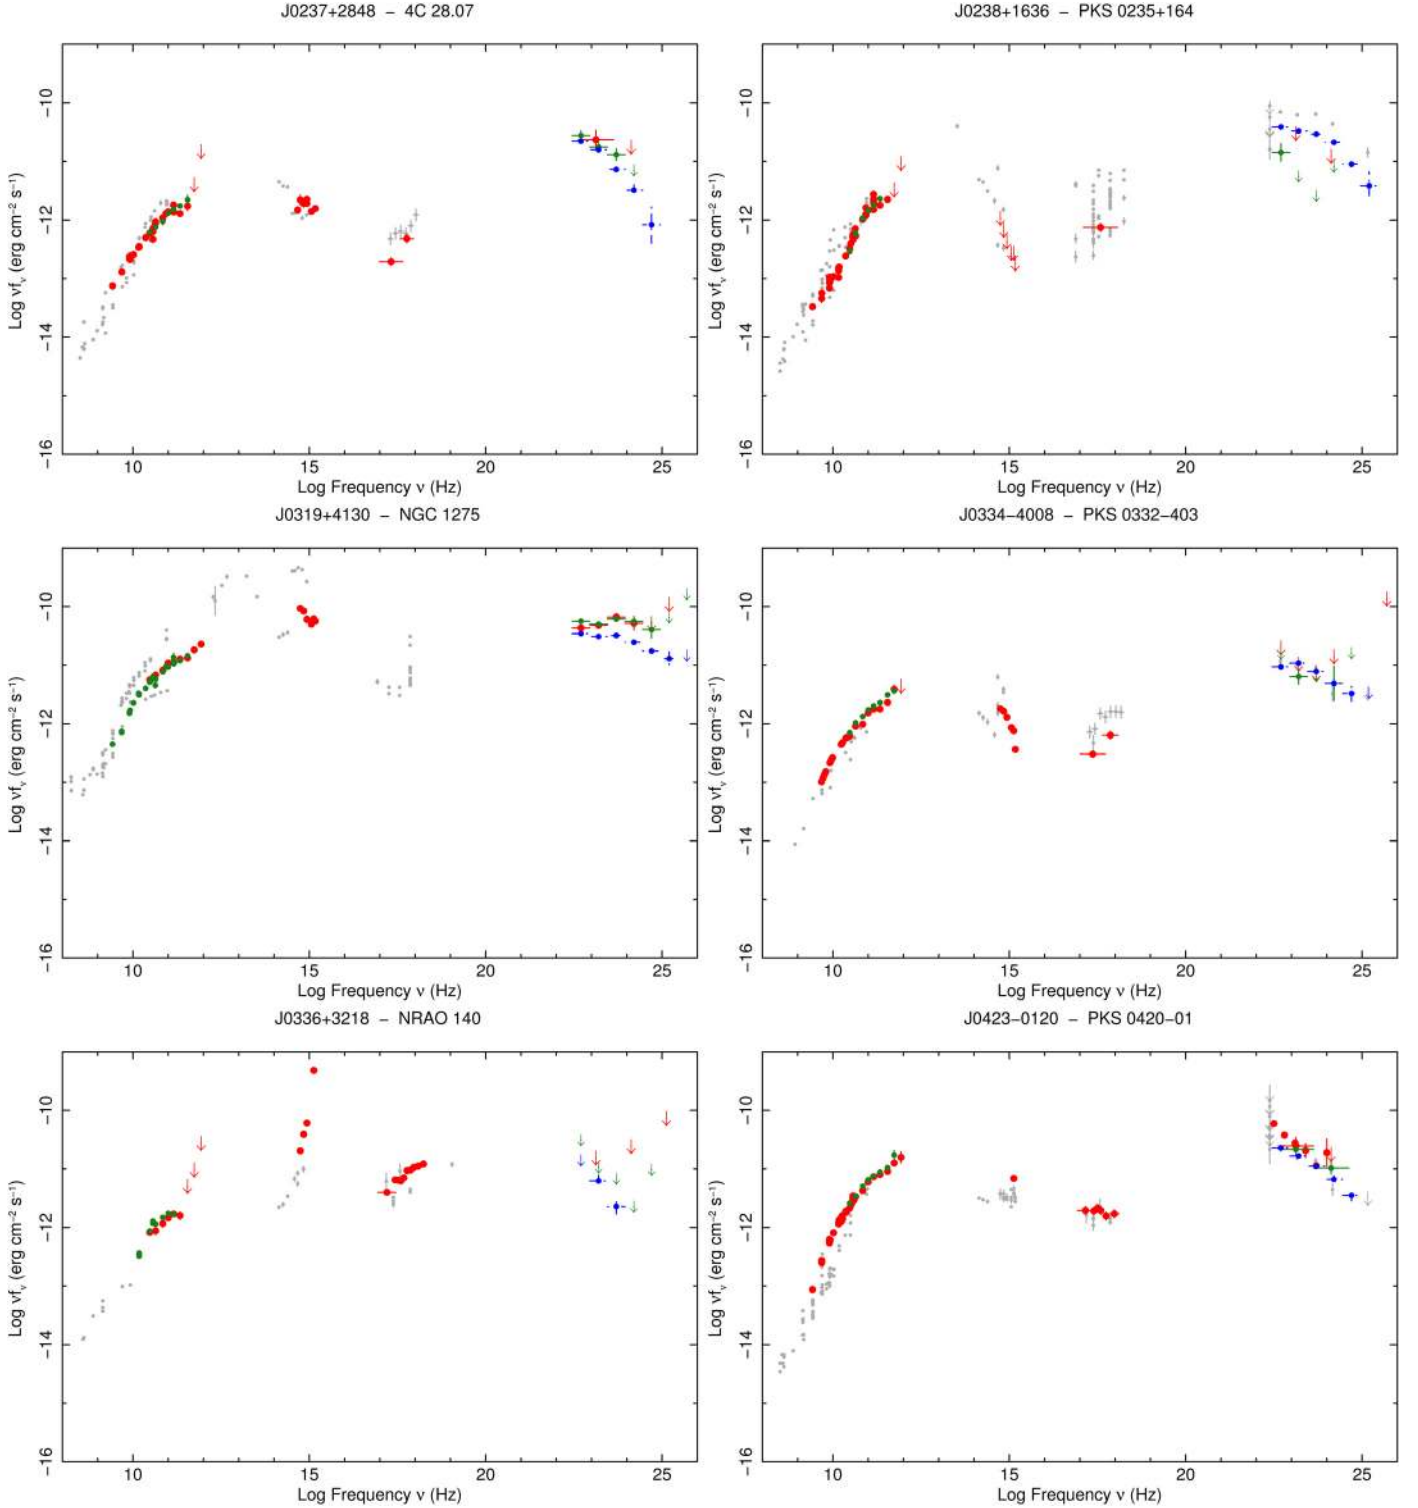 J0237+2848 − 4C 28.07
J0238+1636 − PKS 0235+164
Log νfν (erg cm−2 s−1)
−10
−12
−14
−16
10
15
20
25
Log Frequency ν (Hz)
Log νfν (erg cm−2 s−1)
−10
−12
−14
−16
10
15
20
25
Log Frequency ν (Hz)
J0319+4130 − NGC 1275
J0334−4008 − PKS 0332−403
Log νfν (erg cm−2 s−1)
−10
−12
−14
−16
10
15
20
25
Log Frequency ν (Hz)
Log νfν (erg cm−2 s−1)
−10
−12
−14
−16
10
15
20
25
Log Frequency ν (Hz)
J0336+3218 − NRAO 140
J0423−0120 − PKS 0420−01
Log νfν (erg cm−2 s−1)
−10
−12
−14
−16
10
15
20
25
Log Frequency ν (Hz)
Log νfν (erg cm−2 s−1)
−10
−12
−14
−16
10
15
20
25
Log Frequency ν (Hz)